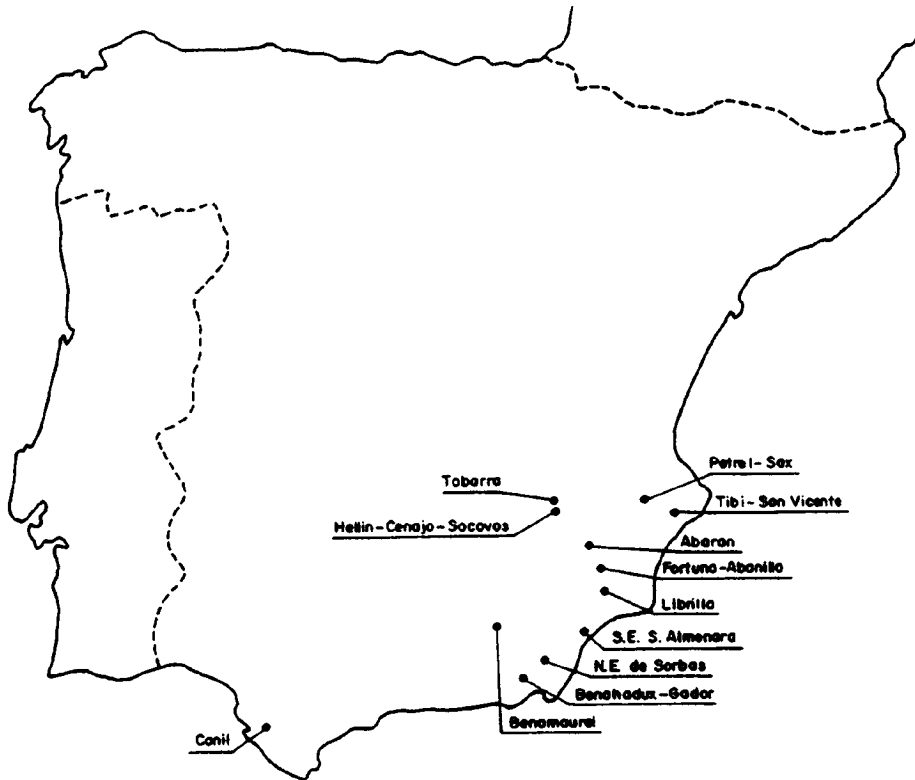 Petrel-Sax
Tobarra
Tibi-San Vicente
Hellin-Cenajo-Socovos
Abaran
Fortuna-Abanilla
Librilla
S.E. S. Almenara
N.E. de Sorbas
Benahadux-Gador
Benamaurel
Conil